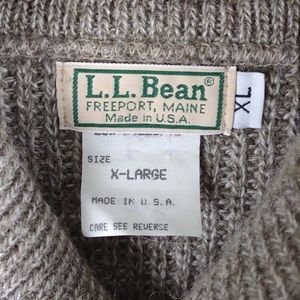 L.L.Bean®
FREEPORT, MAINE
Made in U.S.A.
XL
SIZE
X-LARGE
MADE IN U.S.A.
CARE SEE REVERSE